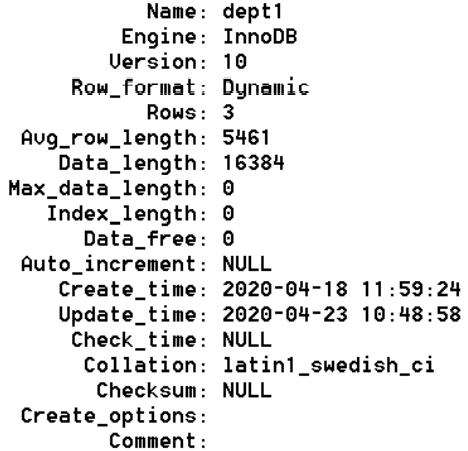 Name: dept1
Engine: InnoDB
Version: 10
Row_format: Dynamic
Rows: 3
Avg_row_length: 5461
Data_length: 16384
Max_data_length: 0
Index_length: 0
Data_free: 0
Auto_increment: NULL
Create_time: 2020-04-18 11:59:24
Update_time: 2020-04-23 10:48:58
Check_time: NULL
Collation: latin1_swedish_ci
Checksum: NULL
Create_options:
Comment: